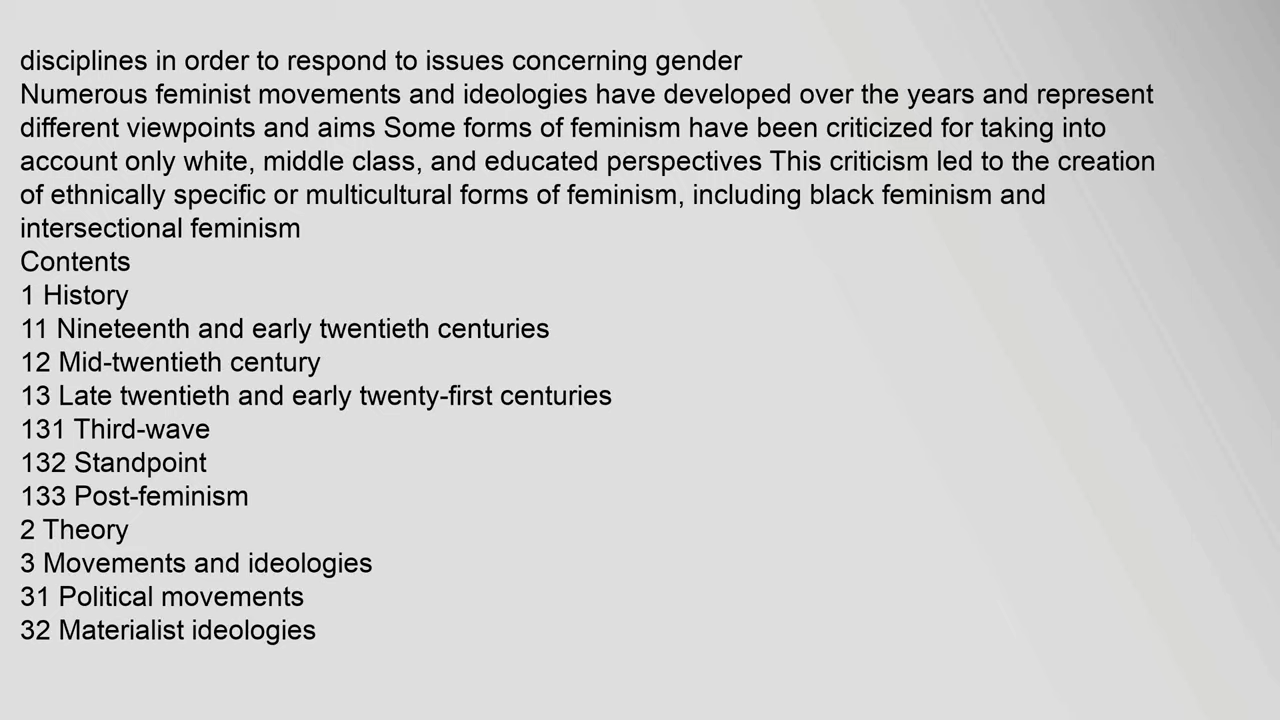 disciplines in order to respond to issues concerning gender
Numerous feminist movements and ideologies have developed over the years and represent
different viewpoints and aims Some forms of feminism have been criticized for taking into
account only white, middle class, and educated perspectives This criticism led to the creation
of ethnically specific or multicultural forms of feminism, including black feminism and
intersectional feminism
Contents
1 History
11 Nineteenth and early twentieth centuries
12 Mid-twentieth century
13 Late twentieth and early twenty-first centuries
131 Third-wave
132 Standpoint
133 Post-feminism
2 Theory
3 Movements and ideologies
31 Political movements
32 Materialist ideologies